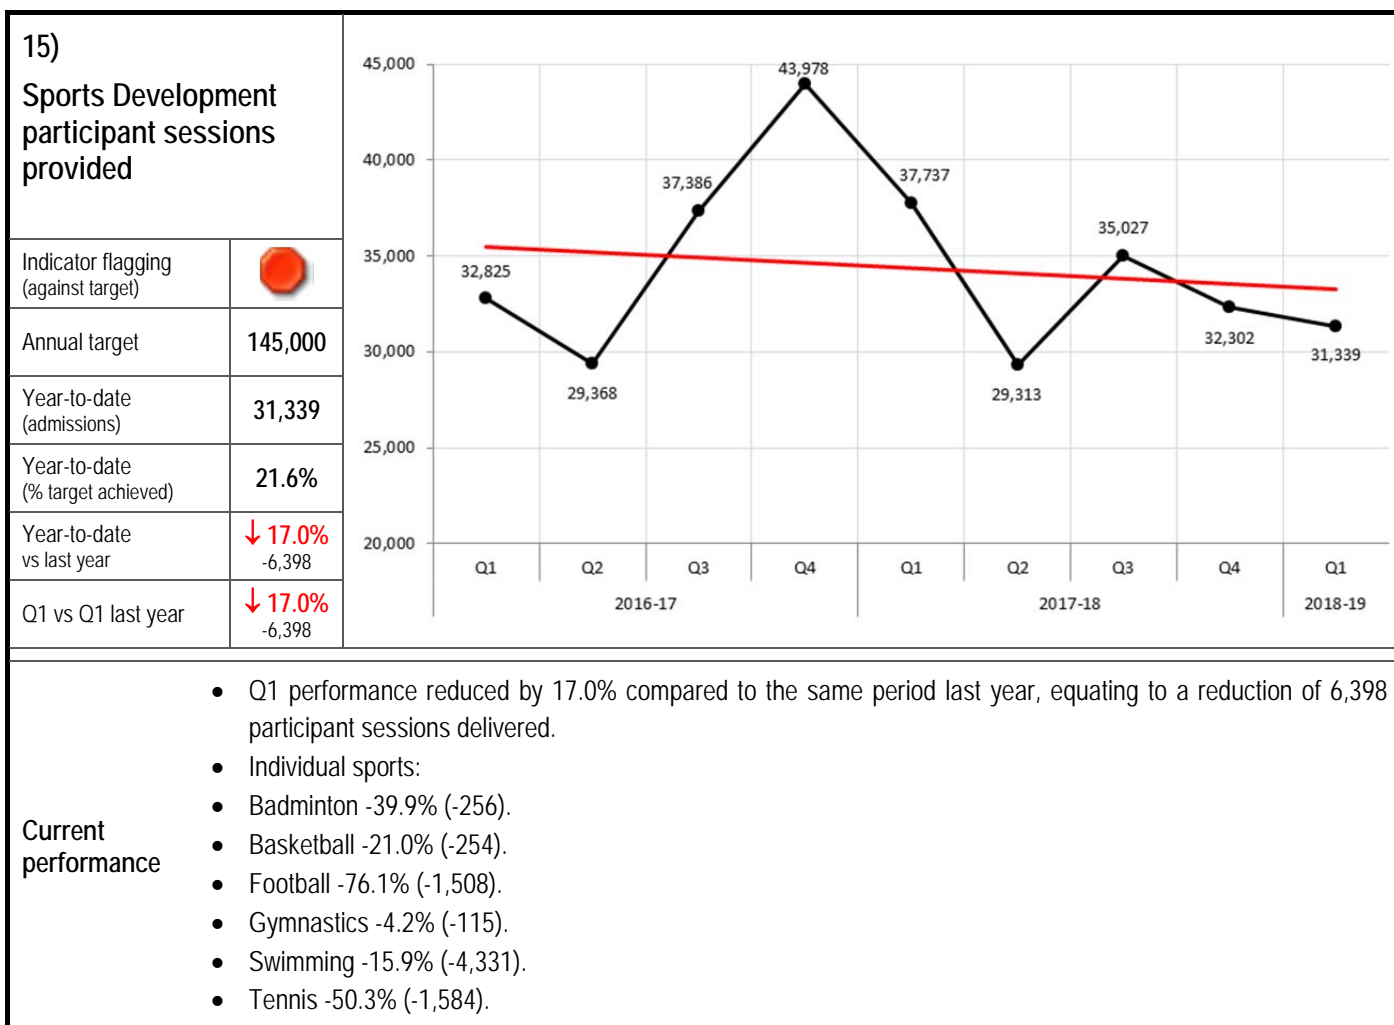 15)
Sports Development
participant sessions
provided
Indicator flagging
(against target)
Annual target
145,000
Year-to-date
(admissions)
31,339
Year-to-date
(% target achieved)
21.6%
Year-to-date
vs last year
↓ 17.0%
-6,398
Q1 vs Q1 last year
↓ 17.0%
-6,398
45,000
40,000
35,000
30,000
25,000
20,000
32,825
29,368
37,386
43,978
37,737
29,313
35,027
32,302
31,339
Q1 Q2 Q3 Q4 Q1 Q2 Q3 Q4 Q1
2016-17 2017-18 2018-19
Current
performance
• Q1 performance reduced by 17.0% compared to the same period last year, equating to a reduction of 6,398
participant sessions delivered.
• Individual sports:
• Badminton -39.9% (-256).
• Basketball -21.0% (-254).
• Football -76.1% (-1,508).
• Gymnastics -4.2% (-115).
• Swimming -15.9% (-4,331).
• Tennis -50.3% (-1,584).